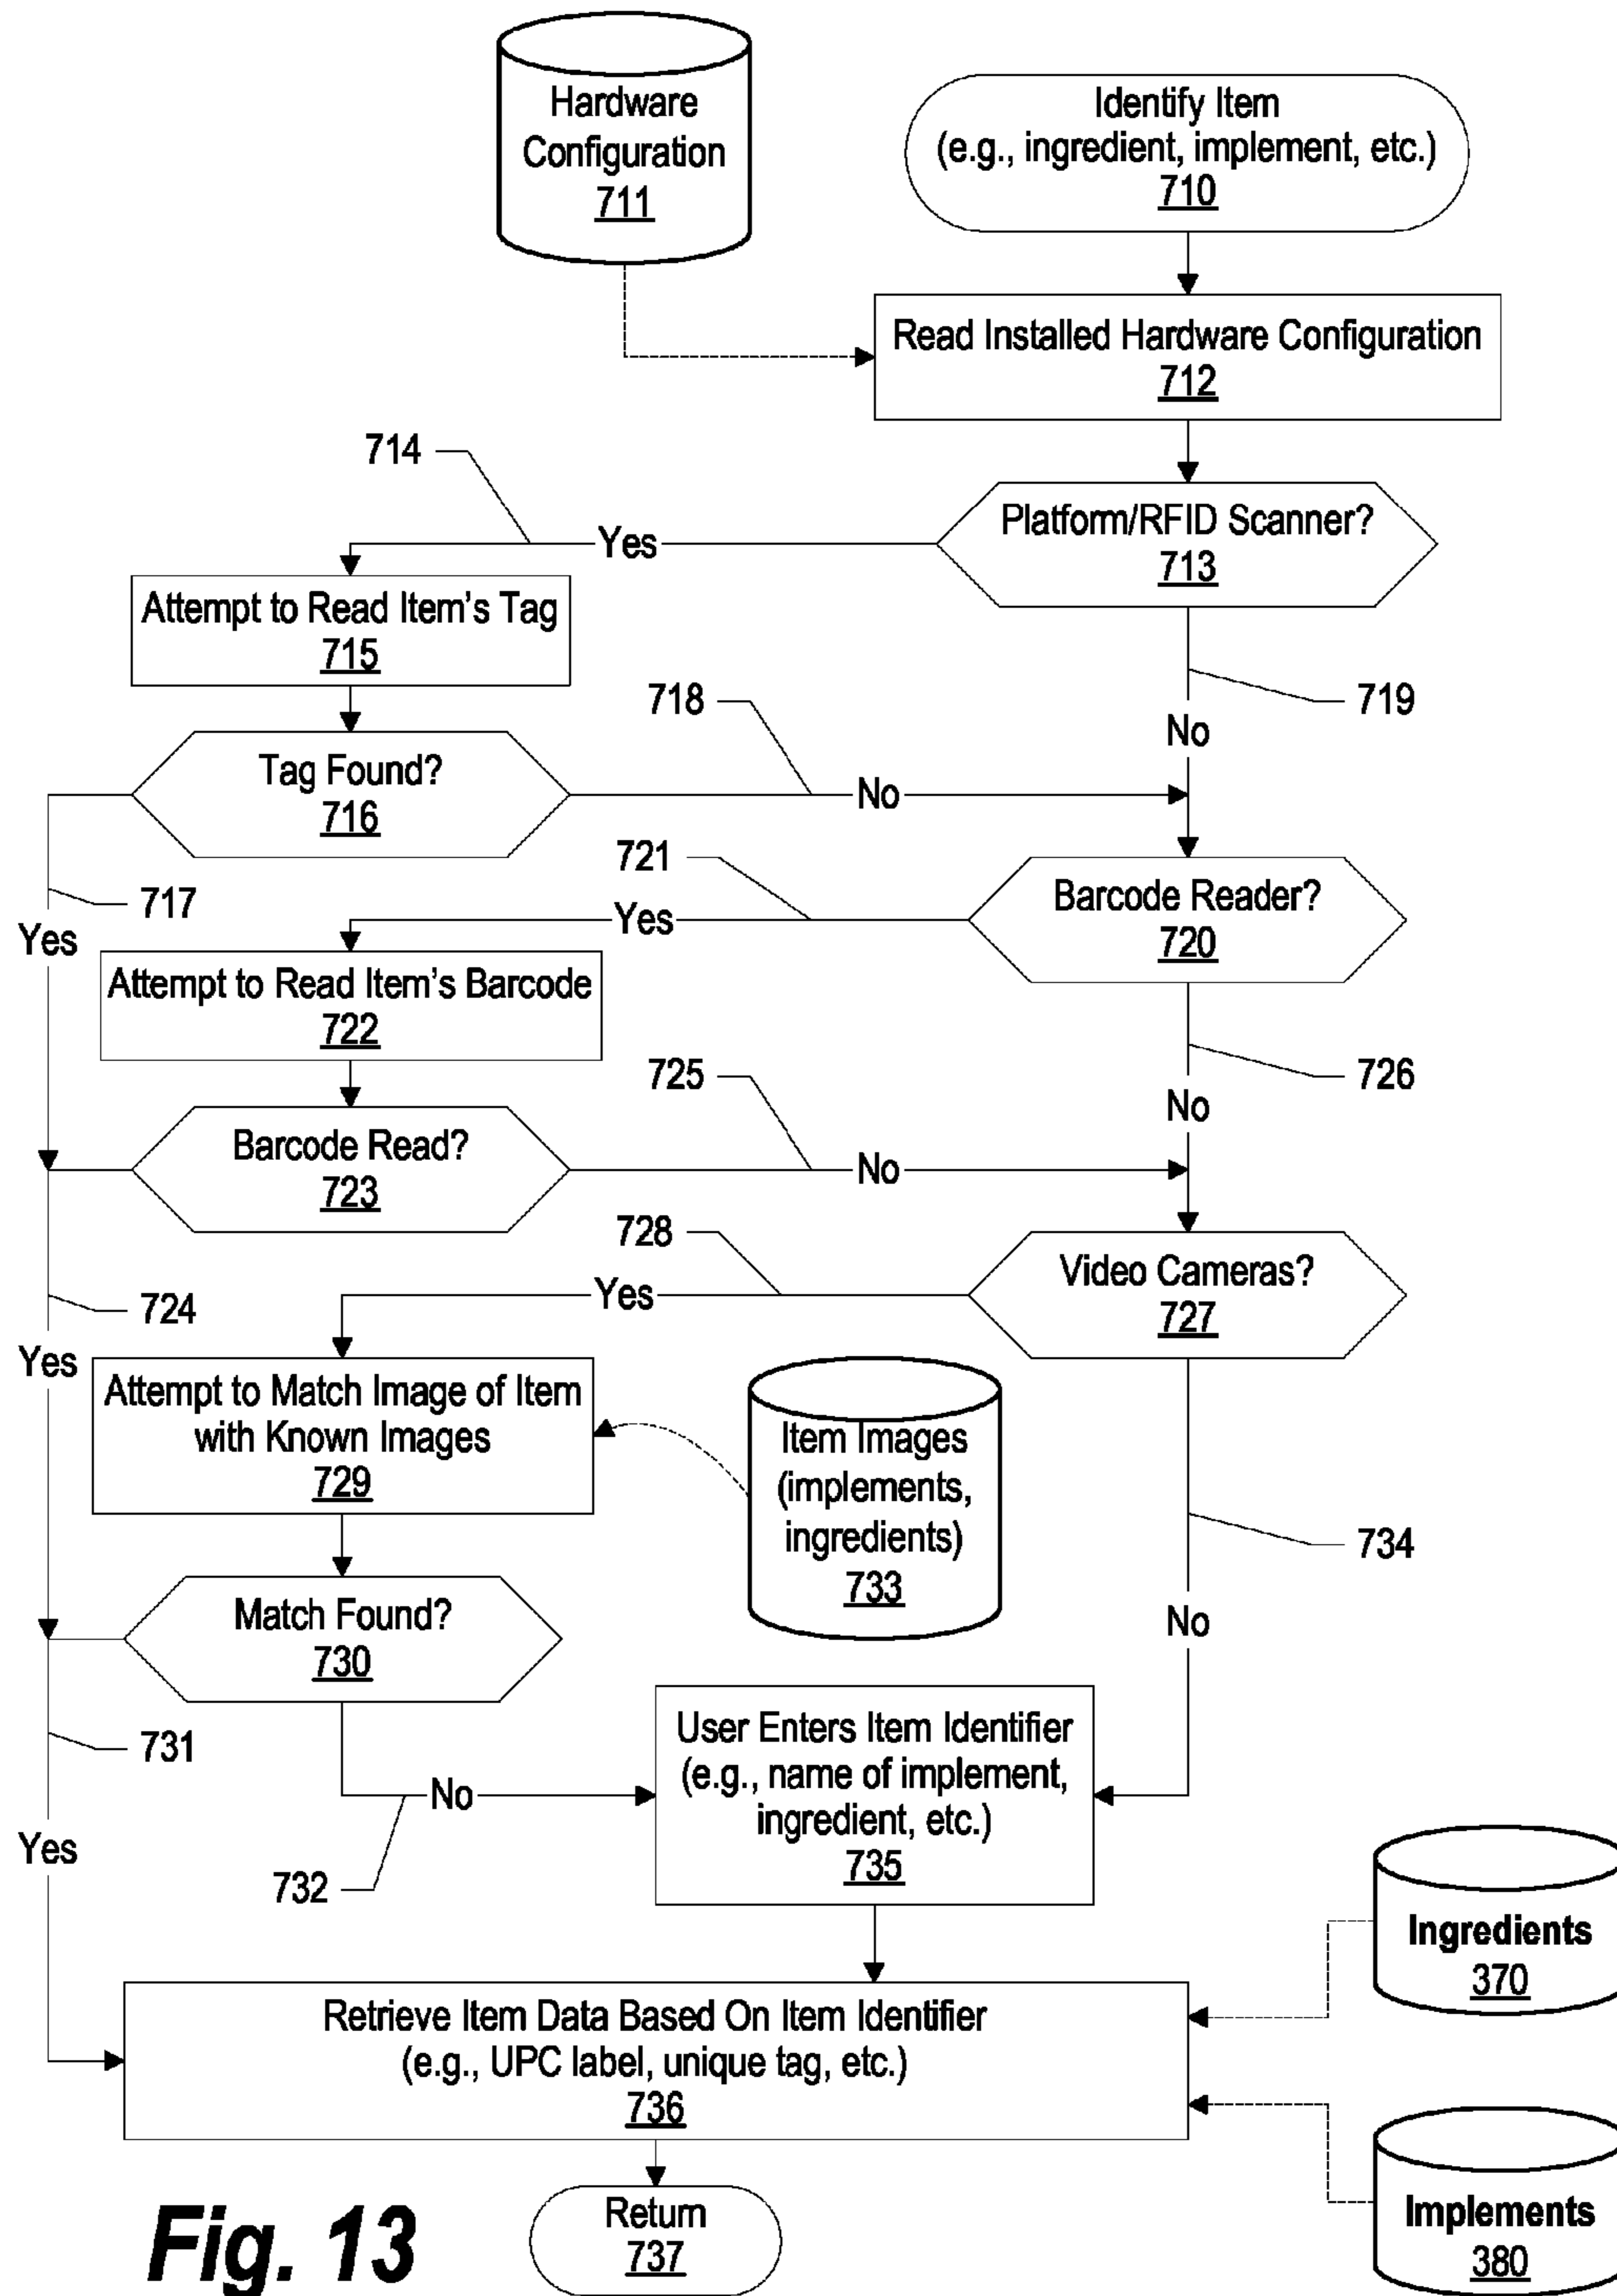 Hardware
Configuration
711
Identify Item
(e.g., ingredient, implement, etc.)
710
Read Installed Hardware Configuration
712
714
Yes
Platform/RFID Scanner?
713
Attempt to Read Item's Tag
715
718
719
No
Tag Found?
716
No
721
717
Yes
Barcode Reader?
720
Yes
Attempt to Read Item's Barcode
722
725
726
No
Barcode Read?
723
No
728
724
Yes
Video Cameras?
727
Yes
Attempt to Match Image of Item
with Known Images
729
Item Images
(implements,
ingredients)
733
734
No
Match Found?
730
731
Yes
No
732
User Enters Item Identifier
(e.g., name of implement,
ingredient, etc.)
735
Ingredients
370
Retrieve Item Data Based On Item Identifier
(e.g., UPC label, unique tag, etc.)
736
Implements
380
Return
737
Fig. 13